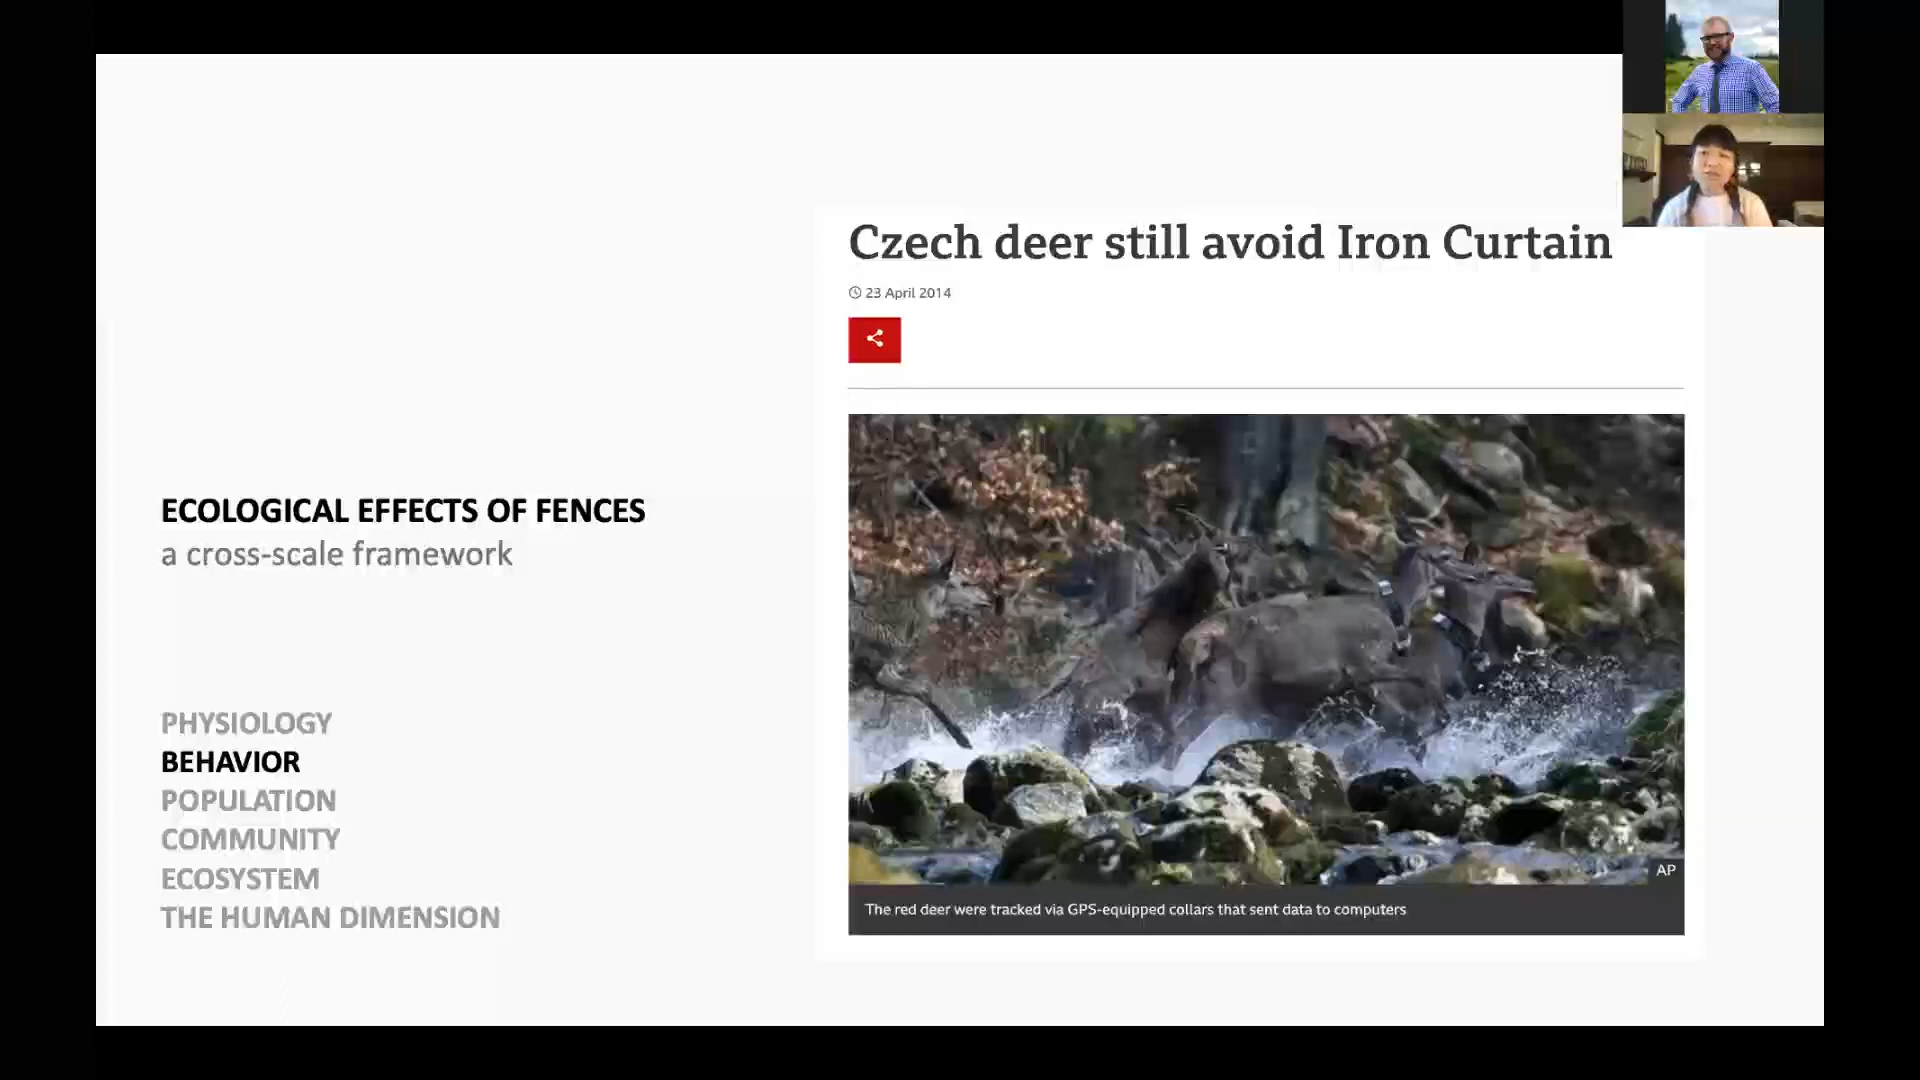 ECOLOGICAL EFFECTS OF FENCES
a cross-scale framework
PHYSIOLOGY
BEHAVIOR
POPULATION
COMMUNITY
ECOSYSTEM
THE HUMAN DIMENSION
Czech deer still avoid Iron Curtain
23 April 2014
AP
The red deer were tracked via GPS-equipped collars that sent data to computers